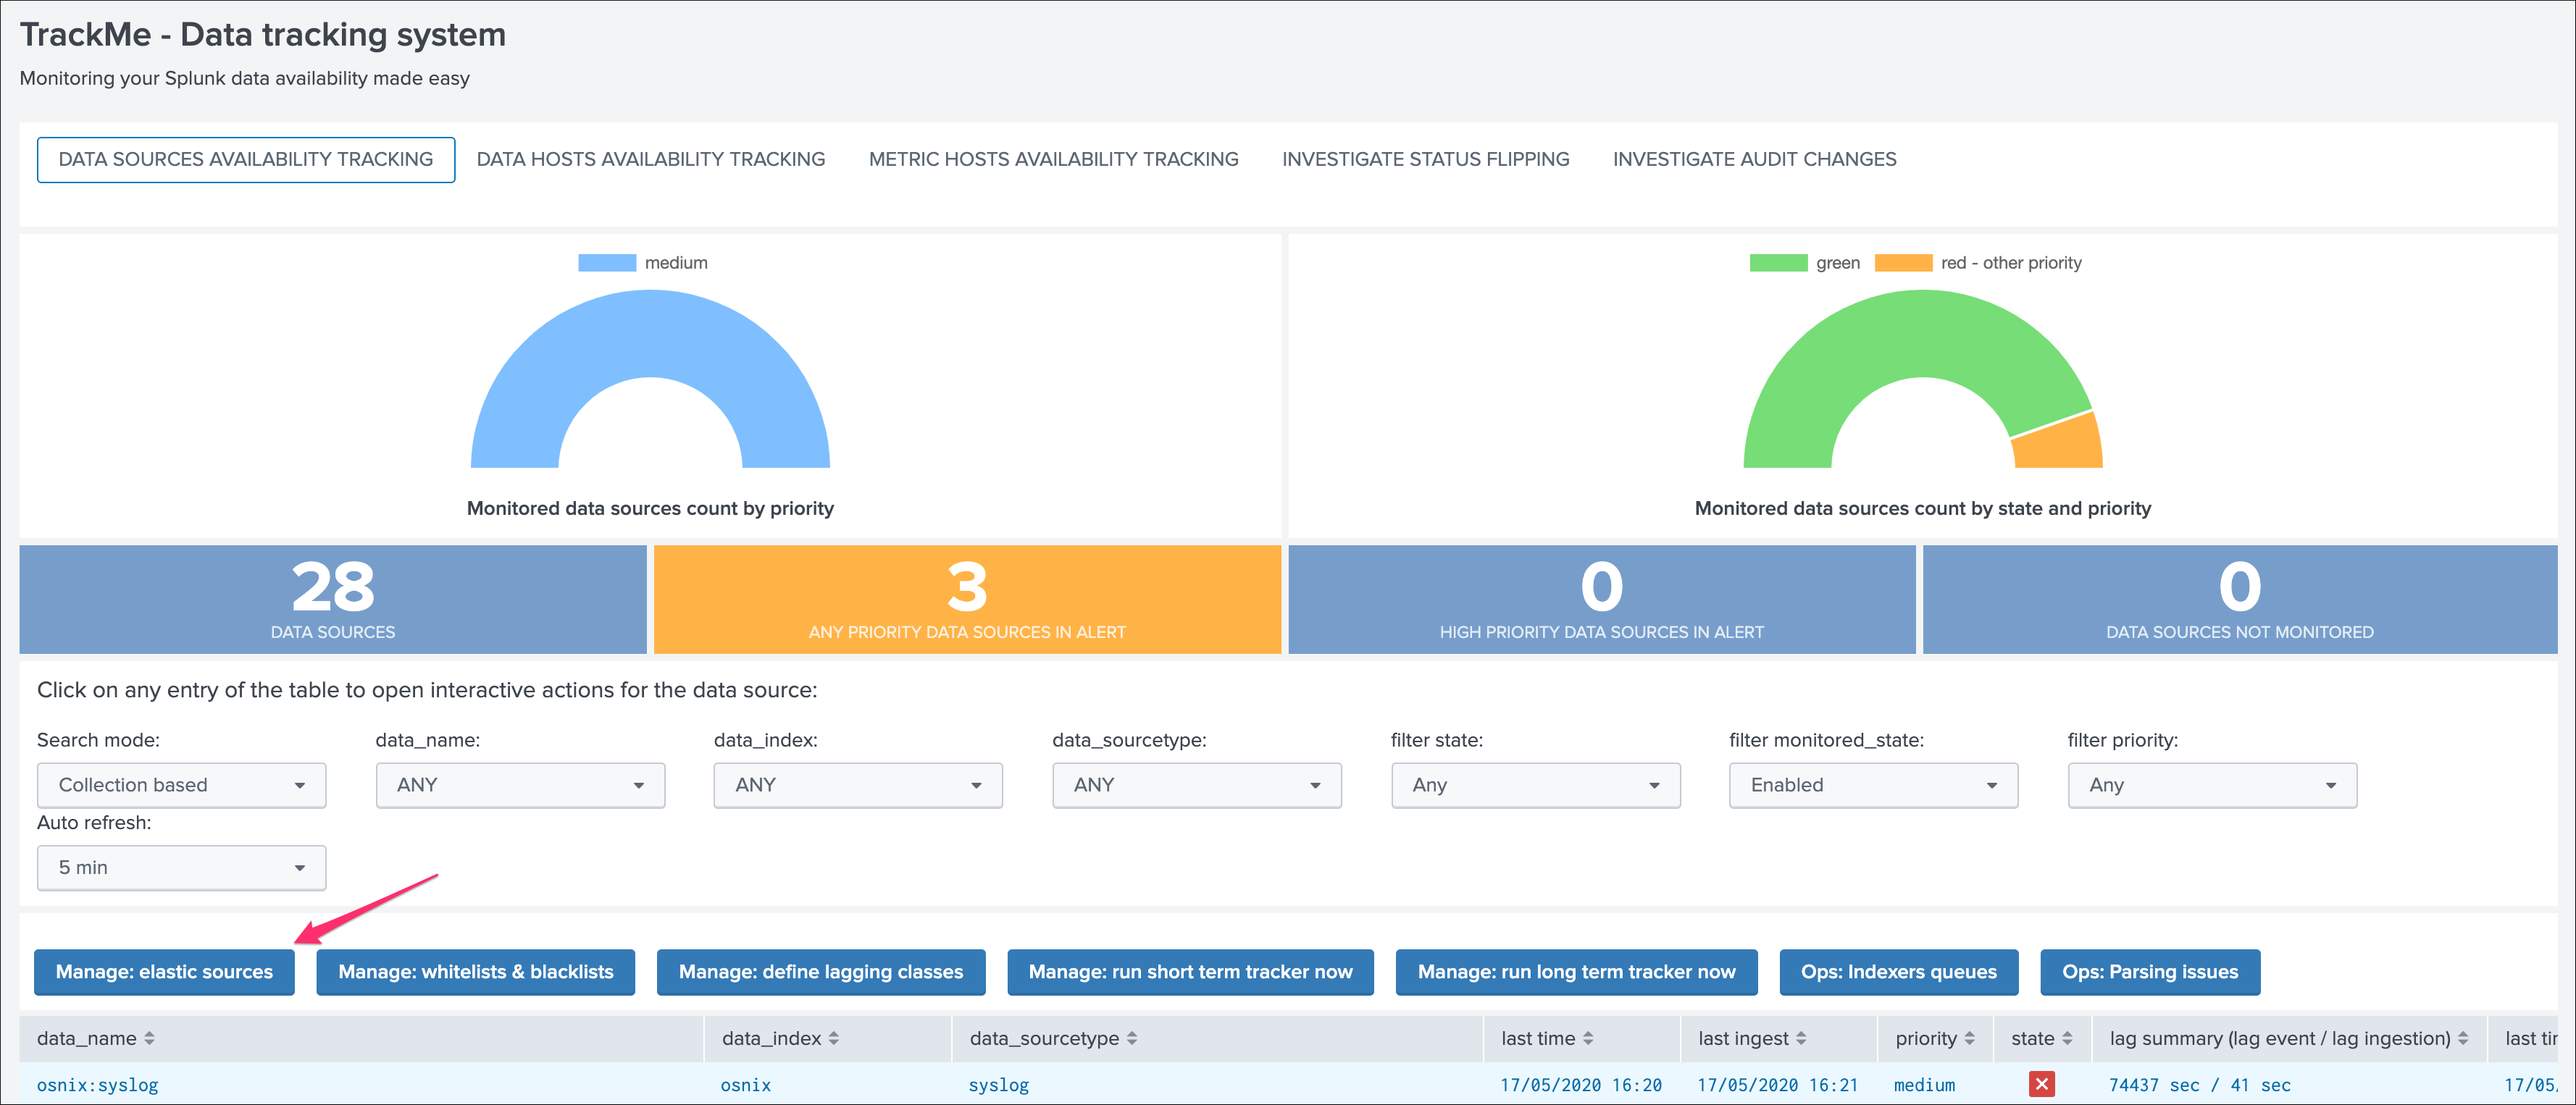 TrackMe - Data tracking system
Monitoring your Splunk data availability made easy
DATA SOURCES AVAILABILITY TRACKING DATA HOSTS AVAILABILITY TRACKING METRIC HOSTS AVAILABILITY TRACKING INVESTIGATE STATUS FLIPPING INVESTIGATE AUDIT CHANGES
medium
Monitored data sources count by priority
green red - other priority
Monitored data sources count by state and priority
28
DATA SOURCES
3
ANY PRIORITY DATA SOURCES IN ALERT
0
HIGH PRIORITY DATA SOURCES IN ALERT
0
DATA SOURCES NOT MONITORED
Click on any entry of the table to open interactive actions for the data source:
Search mode: data_name: data_index: data_sourcetype: filter state: filter monitored_state: filter priority:
Collection based ANY ANY ANY Any Enabled Any
Auto refresh:
5 min
Manage: elastic sources Manage: whitelists & blacklists Manage: define lagging classes Manage: run short term tracker now Manage: run long term tracker now Ops: Indexers queues Ops: Parsing issues
data_name data_index data_sourcetype last time last ingest priority state lag summary (lag event / lag ingestion) last
osnix:syslog osnix syslog 17/05/2020 16:20 17/05/2020 16:21 medium 74437 sec / 41 sec 17/05/